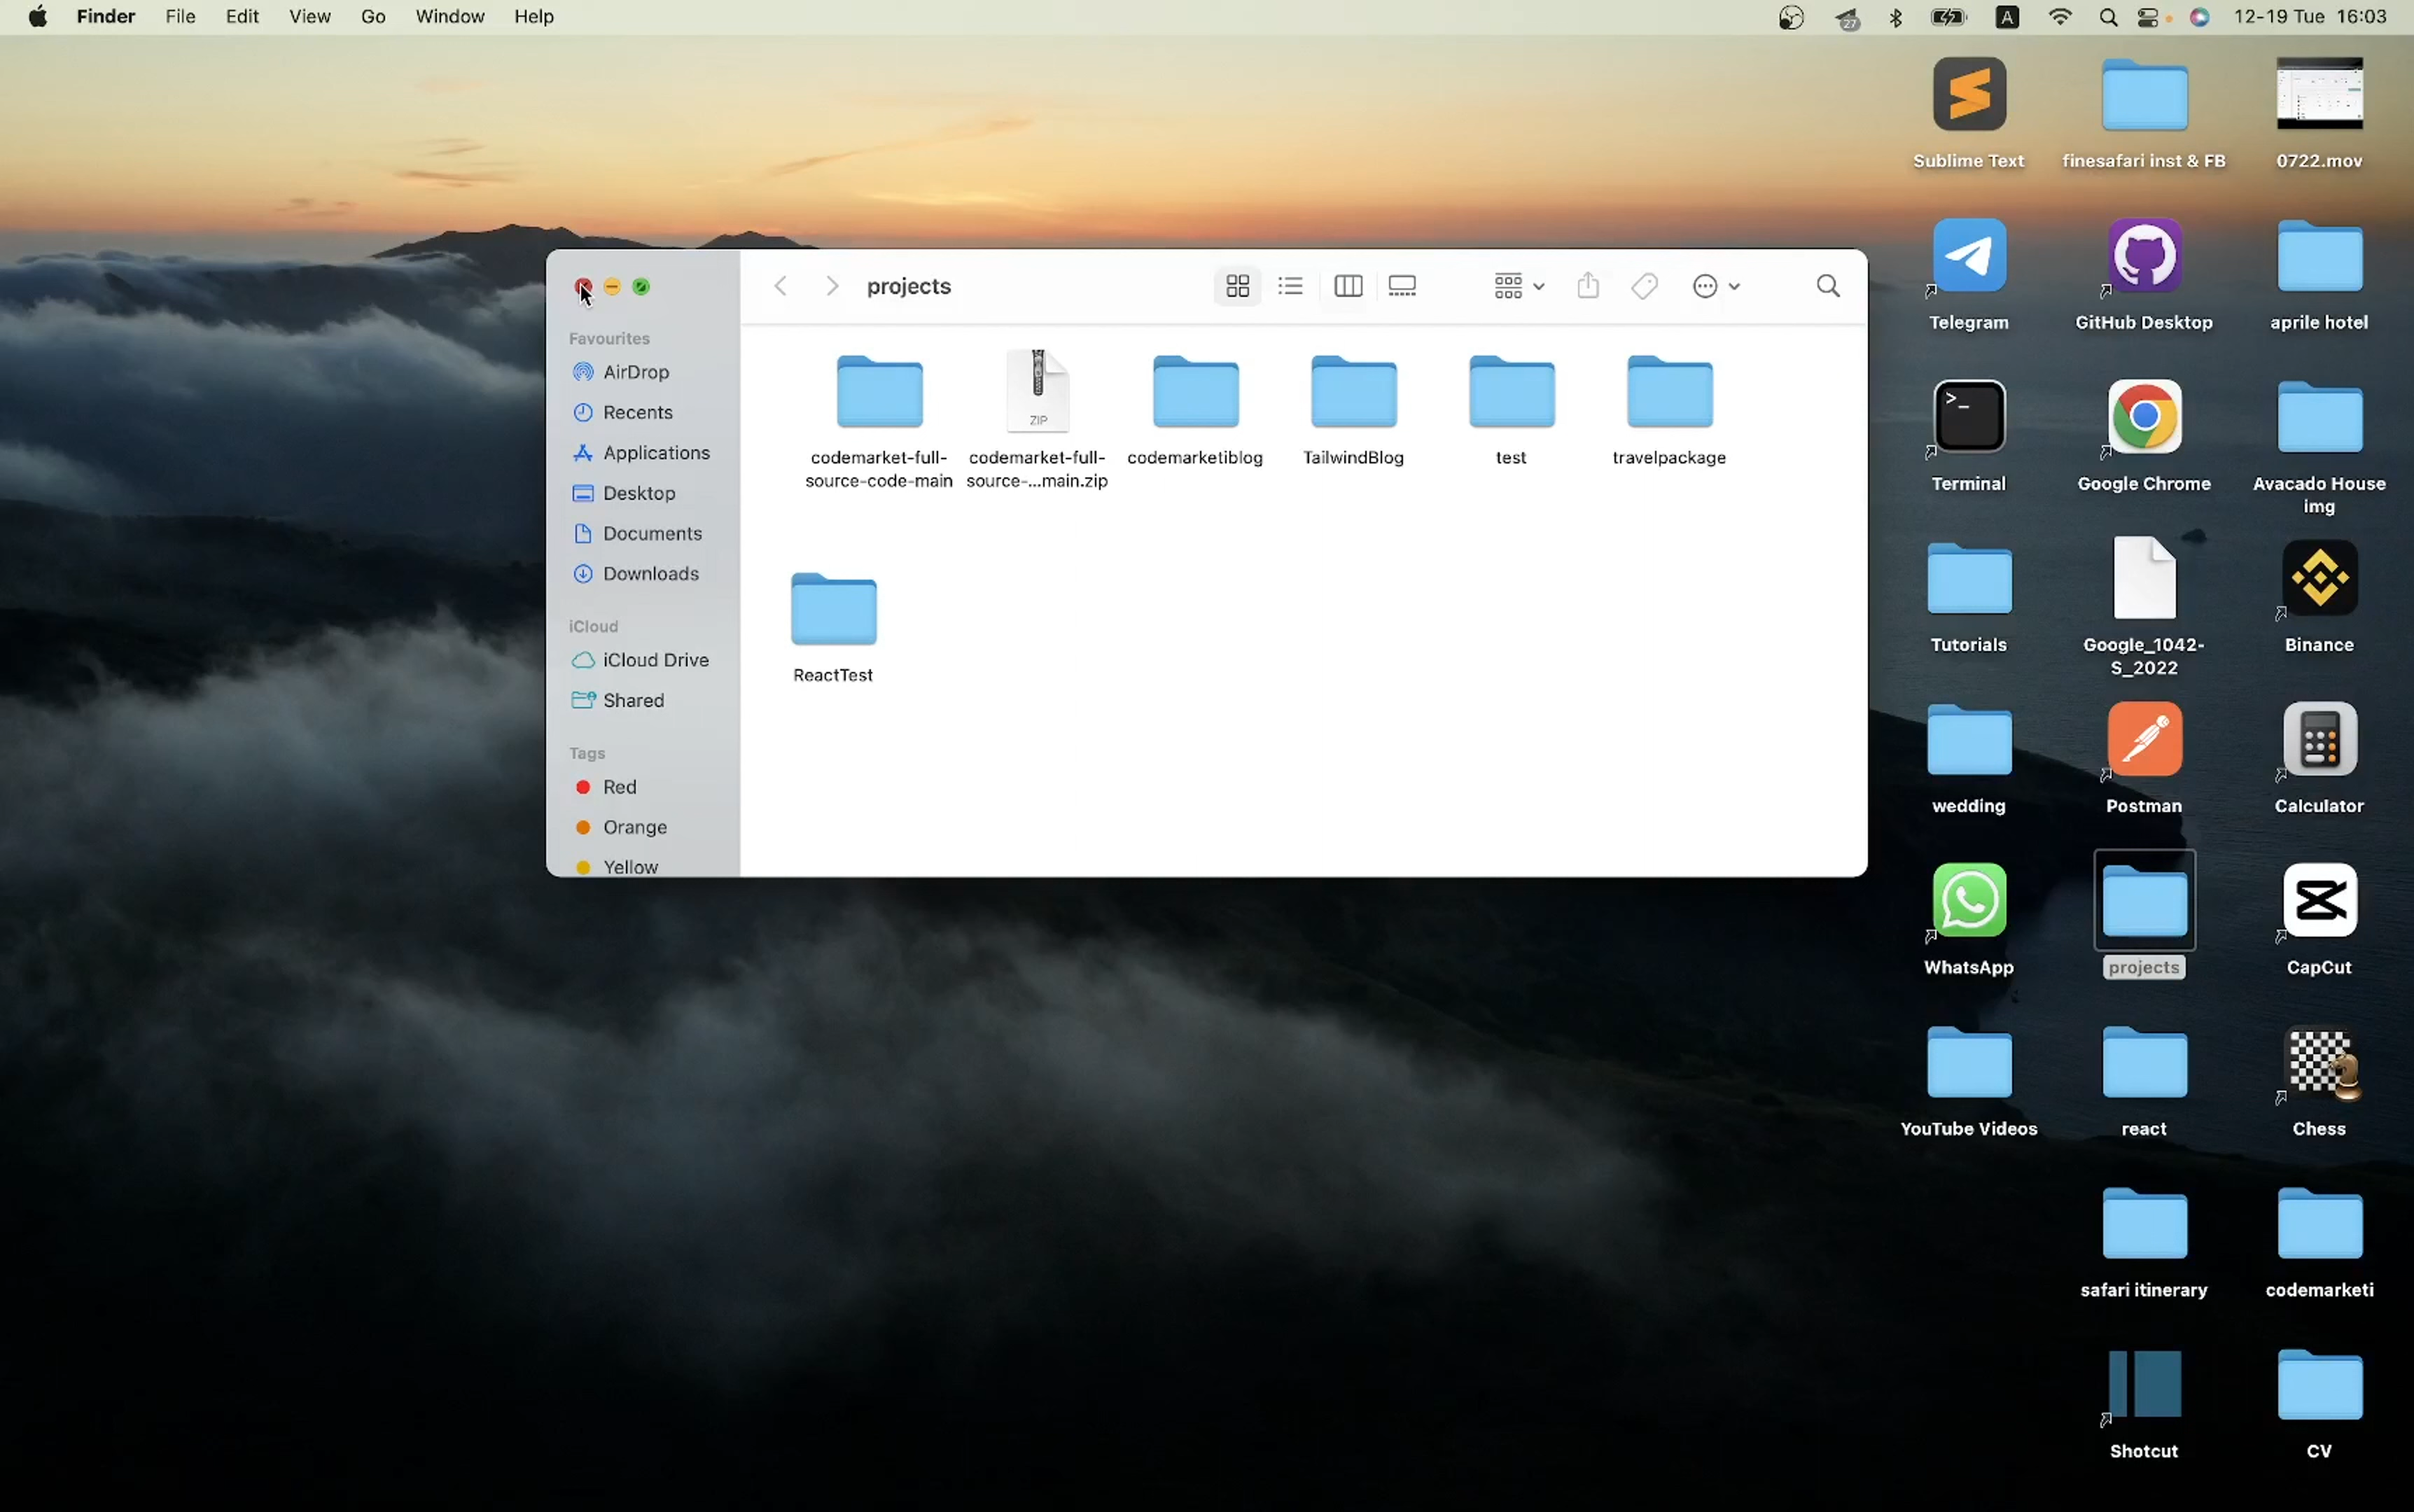 Finder File Edit View Go Window Help
27
A
12-19 Tue 16:03
Sublime Text
finesafari inst & FB
0722.mov
Telegram
GitHub Desktop
aprile hotel
>_
Terminal
Google Chrome
Avacado House
img
Tutorials
Google_1042-
S_2022
Binance
wedding
Postman
Calculator
WhatsApp
projects
CapCut
YouTube Videos
react
Chess
safari itinerary
codemarketi
Shotcut
CV
projects
Favourites
AirDrop
Recents
Applications
Desktop
Documents
Downloads
iCloud
iCloud Drive
Shared
Tags
Red
Orange
Yellow
codemarket-full-
source-code-main
ZIP
codemarket-full-
source-...main.zip
codemarketiblog
TailwindBlog
test
travelpackage
ReactTest